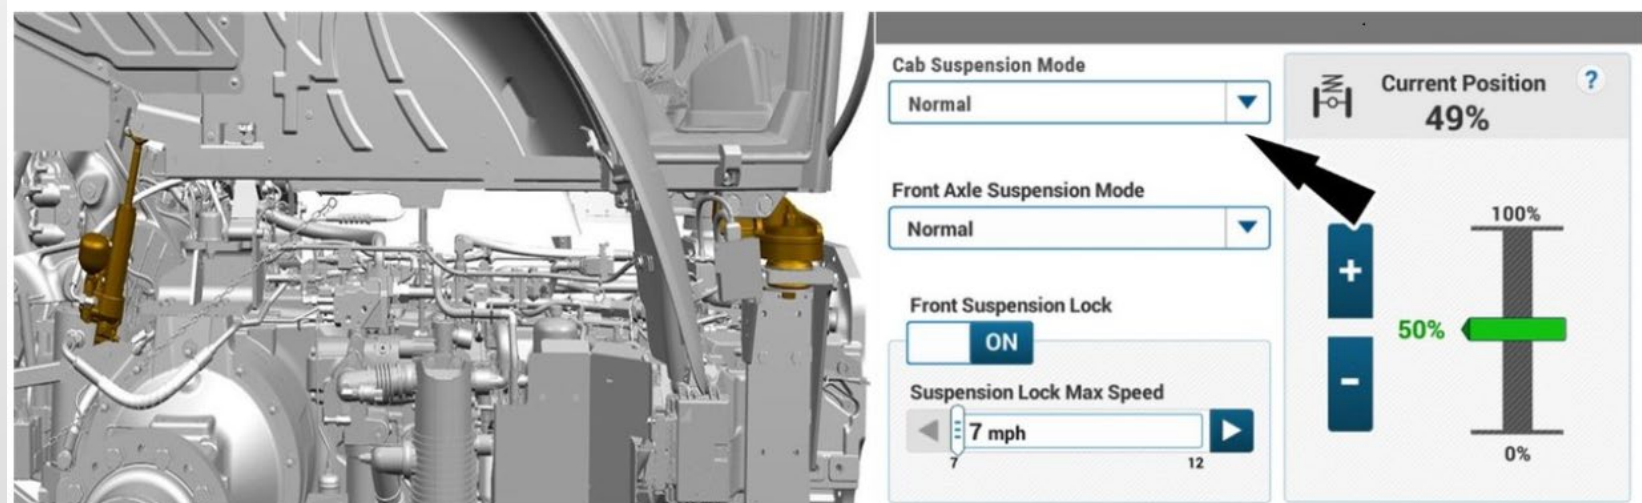 Cab Suspension Mode
Normal
Front Axle Suspension Mode
Normal
Front Suspension Lock
ON
Suspension Lock Max Speed
7 mph
7
12
Current Position
?
49%
+
-
100%
50%
0%